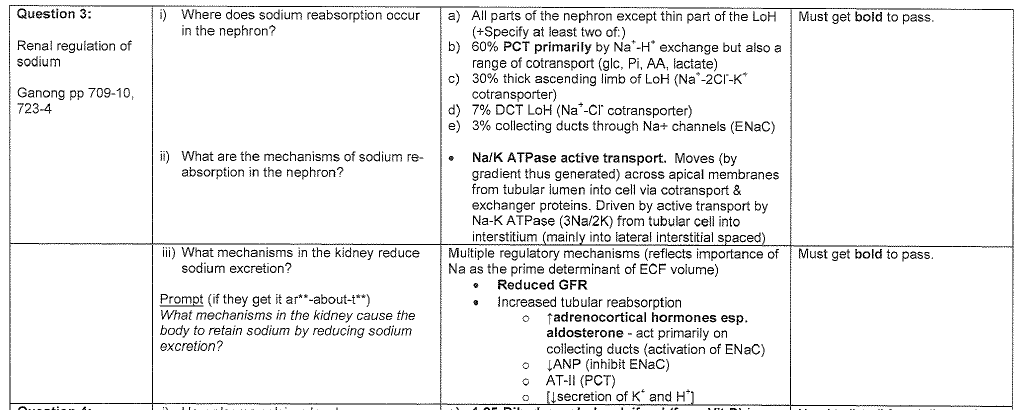 Question 3:
Renal regulation of
sodium
Ganong pp 709-10,
723-4
i) Where does sodium reabsorption occur
in the nephron?
a) All parts of the nephron except thin part of the LoH
(+Specify at least two of:)
b) 60% PCT primarily by Na⁺-H⁺ exchange but also a
range of cotransport (glc, Pi, AA, lactate)
c) 30% thick ascending limb of LoH (Na⁺-2Cl⁻-K⁺
cotransporter)
d) 7% DCT LoH (Na⁺-Cl⁻ cotransporter)
e) 3% collecting ducts through Na+ channels (ENaC)
Must get bold to pass.
ii) What are the mechanisms of sodium re-
absorption in the nephron?
• Na/K ATPase active transport. Moves (by
gradient thus generated) across apical membranes
from tubular lumen into cell via cotransport &
exchanger proteins. Driven by active transport by
Na-K ATPase (3Na/2K) from tubular cell into
interstitium (mainly into lateral interstitial spaced)
iii) What mechanisms in the kidney reduce
sodium excretion?
Prompt (if they get it ar**-about-t**)
What mechanisms in the kidney cause the
body to retain sodium by reducing sodium
excretion?
Multiple regulatory mechanisms (reflects importance of
Na as the prime determinant of ECF volume)
• Reduced GFR
• Increased tubular reabsorption
o ↑adrenocortical hormones esp.
aldosterone - act primarily on
collecting ducts (activation of ENaC)
o ↓ANP (inhibit ENaC)
o AT-II (PCT)
o [↓secretion of K⁺ and H⁺]
Must get bold to pass.